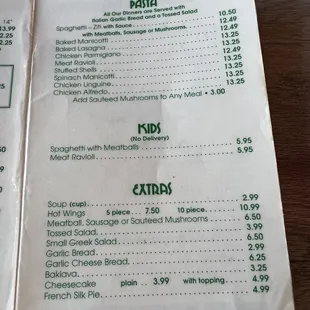 14"
13.99
12.25
12.25
PASTA
All Our Dinners are Served with
Italian Garlic Bread and a Tossed Salad
Spaghetti – Ziti with Sauce 10.50
with Meatballs, Sausage or Mushrooms 12.49
Baked Manicotti 12.49
Baked Lasagna
Chicken Parmigiano
Meat Ravioli
Stuffed Shells
Spinach Manicotti 13.25
Chicken Linguine 13.25
Chicken Alfredo 13.25
Add Sauteed Mushrooms to Any Meal • 3.00
KIDS
(No Delivery)
Spaghetti with Meatballs 5.95
Meat Ravioli 5.95
EXTRAS
Soup (cup) 2.99
Hot Wings 5 piece 7.50 10 piece 10.99
Meatball, Sausage or Sauteed Mushrooms 6.50
Tossed Salad 3.99
Small Greek Salad 6.50
Garlic Bread 2.99
Garlic Cheese Bread 6.25
Baklava 3.25
Cheesecake plain 3.99 with topping 4.99
French Silk Pie 4.99